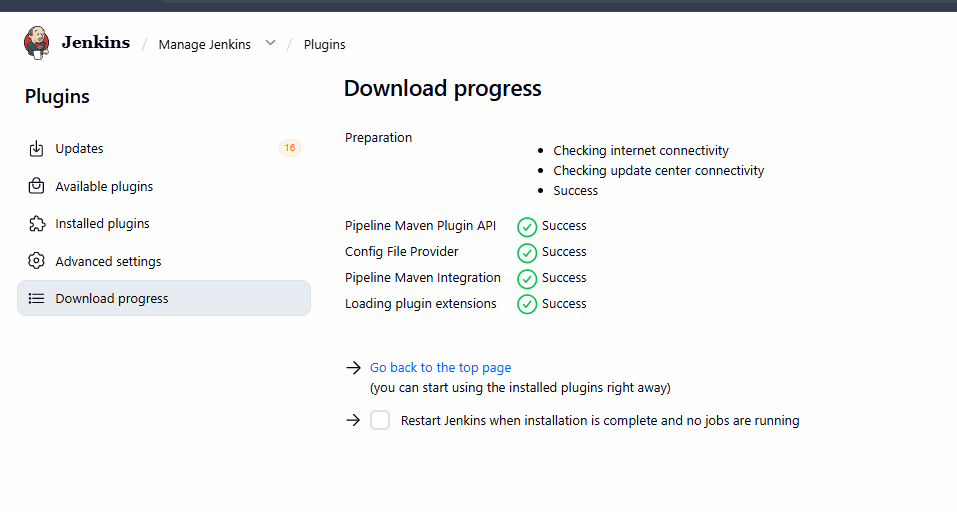 Jenkins / Manage Jenkins / Plugins
Plugins
Updates 16
Available plugins
Installed plugins
Advanced settings
Download progress
Download progress
Preparation
Checking internet connectivity
Checking update center connectivity
Success
Pipeline Maven Plugin API Success
Config File Provider Success
Pipeline Maven Integration Success
Loading plugin extensions Success
Go back to the top page
(you can start using the installed plugins right away)
Restart Jenkins when installation is complete and no jobs are running